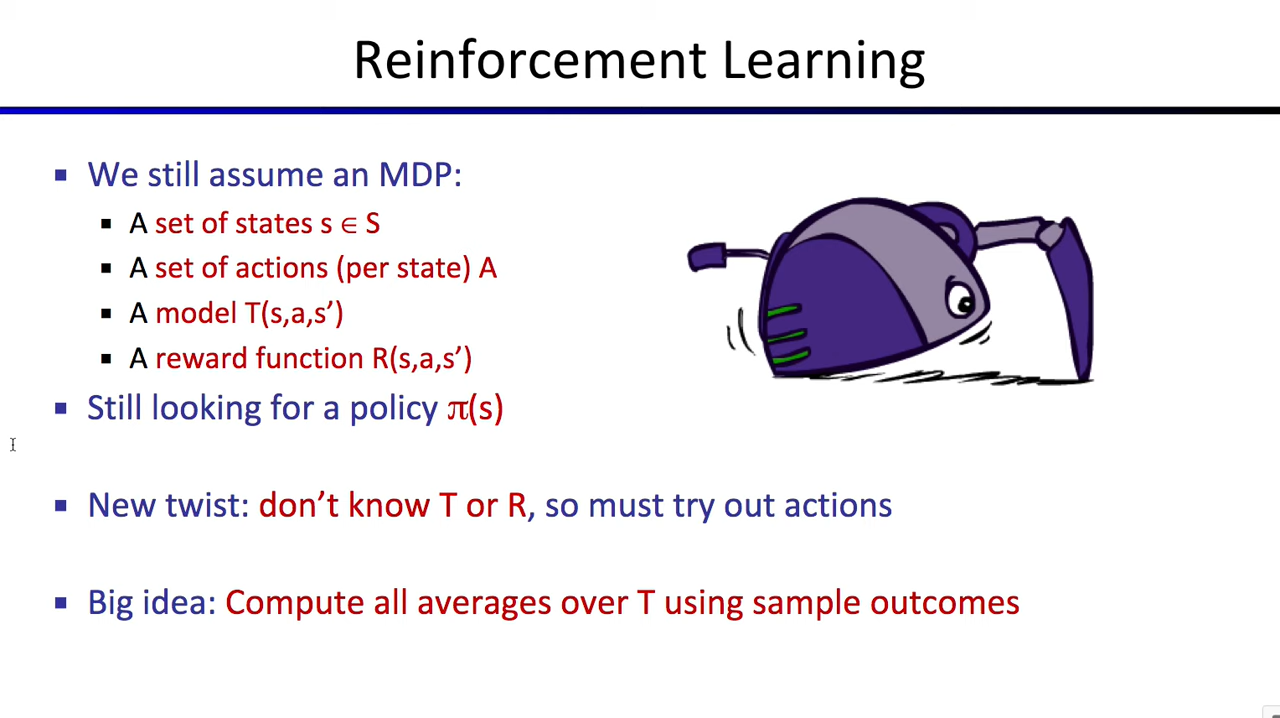 Reinforcement Learning
▪ We still assume an MDP:
▪ A set of states s ∈ S
▪ A set of actions (per state) A
▪ A model T(s,a,s’)
▪ A reward function R(s,a,s’)
▪ Still looking for a policy π(s)
▪ New twist: don’t know T or R, so must try out actions
▪ Big idea: Compute all averages over T using sample outcomes